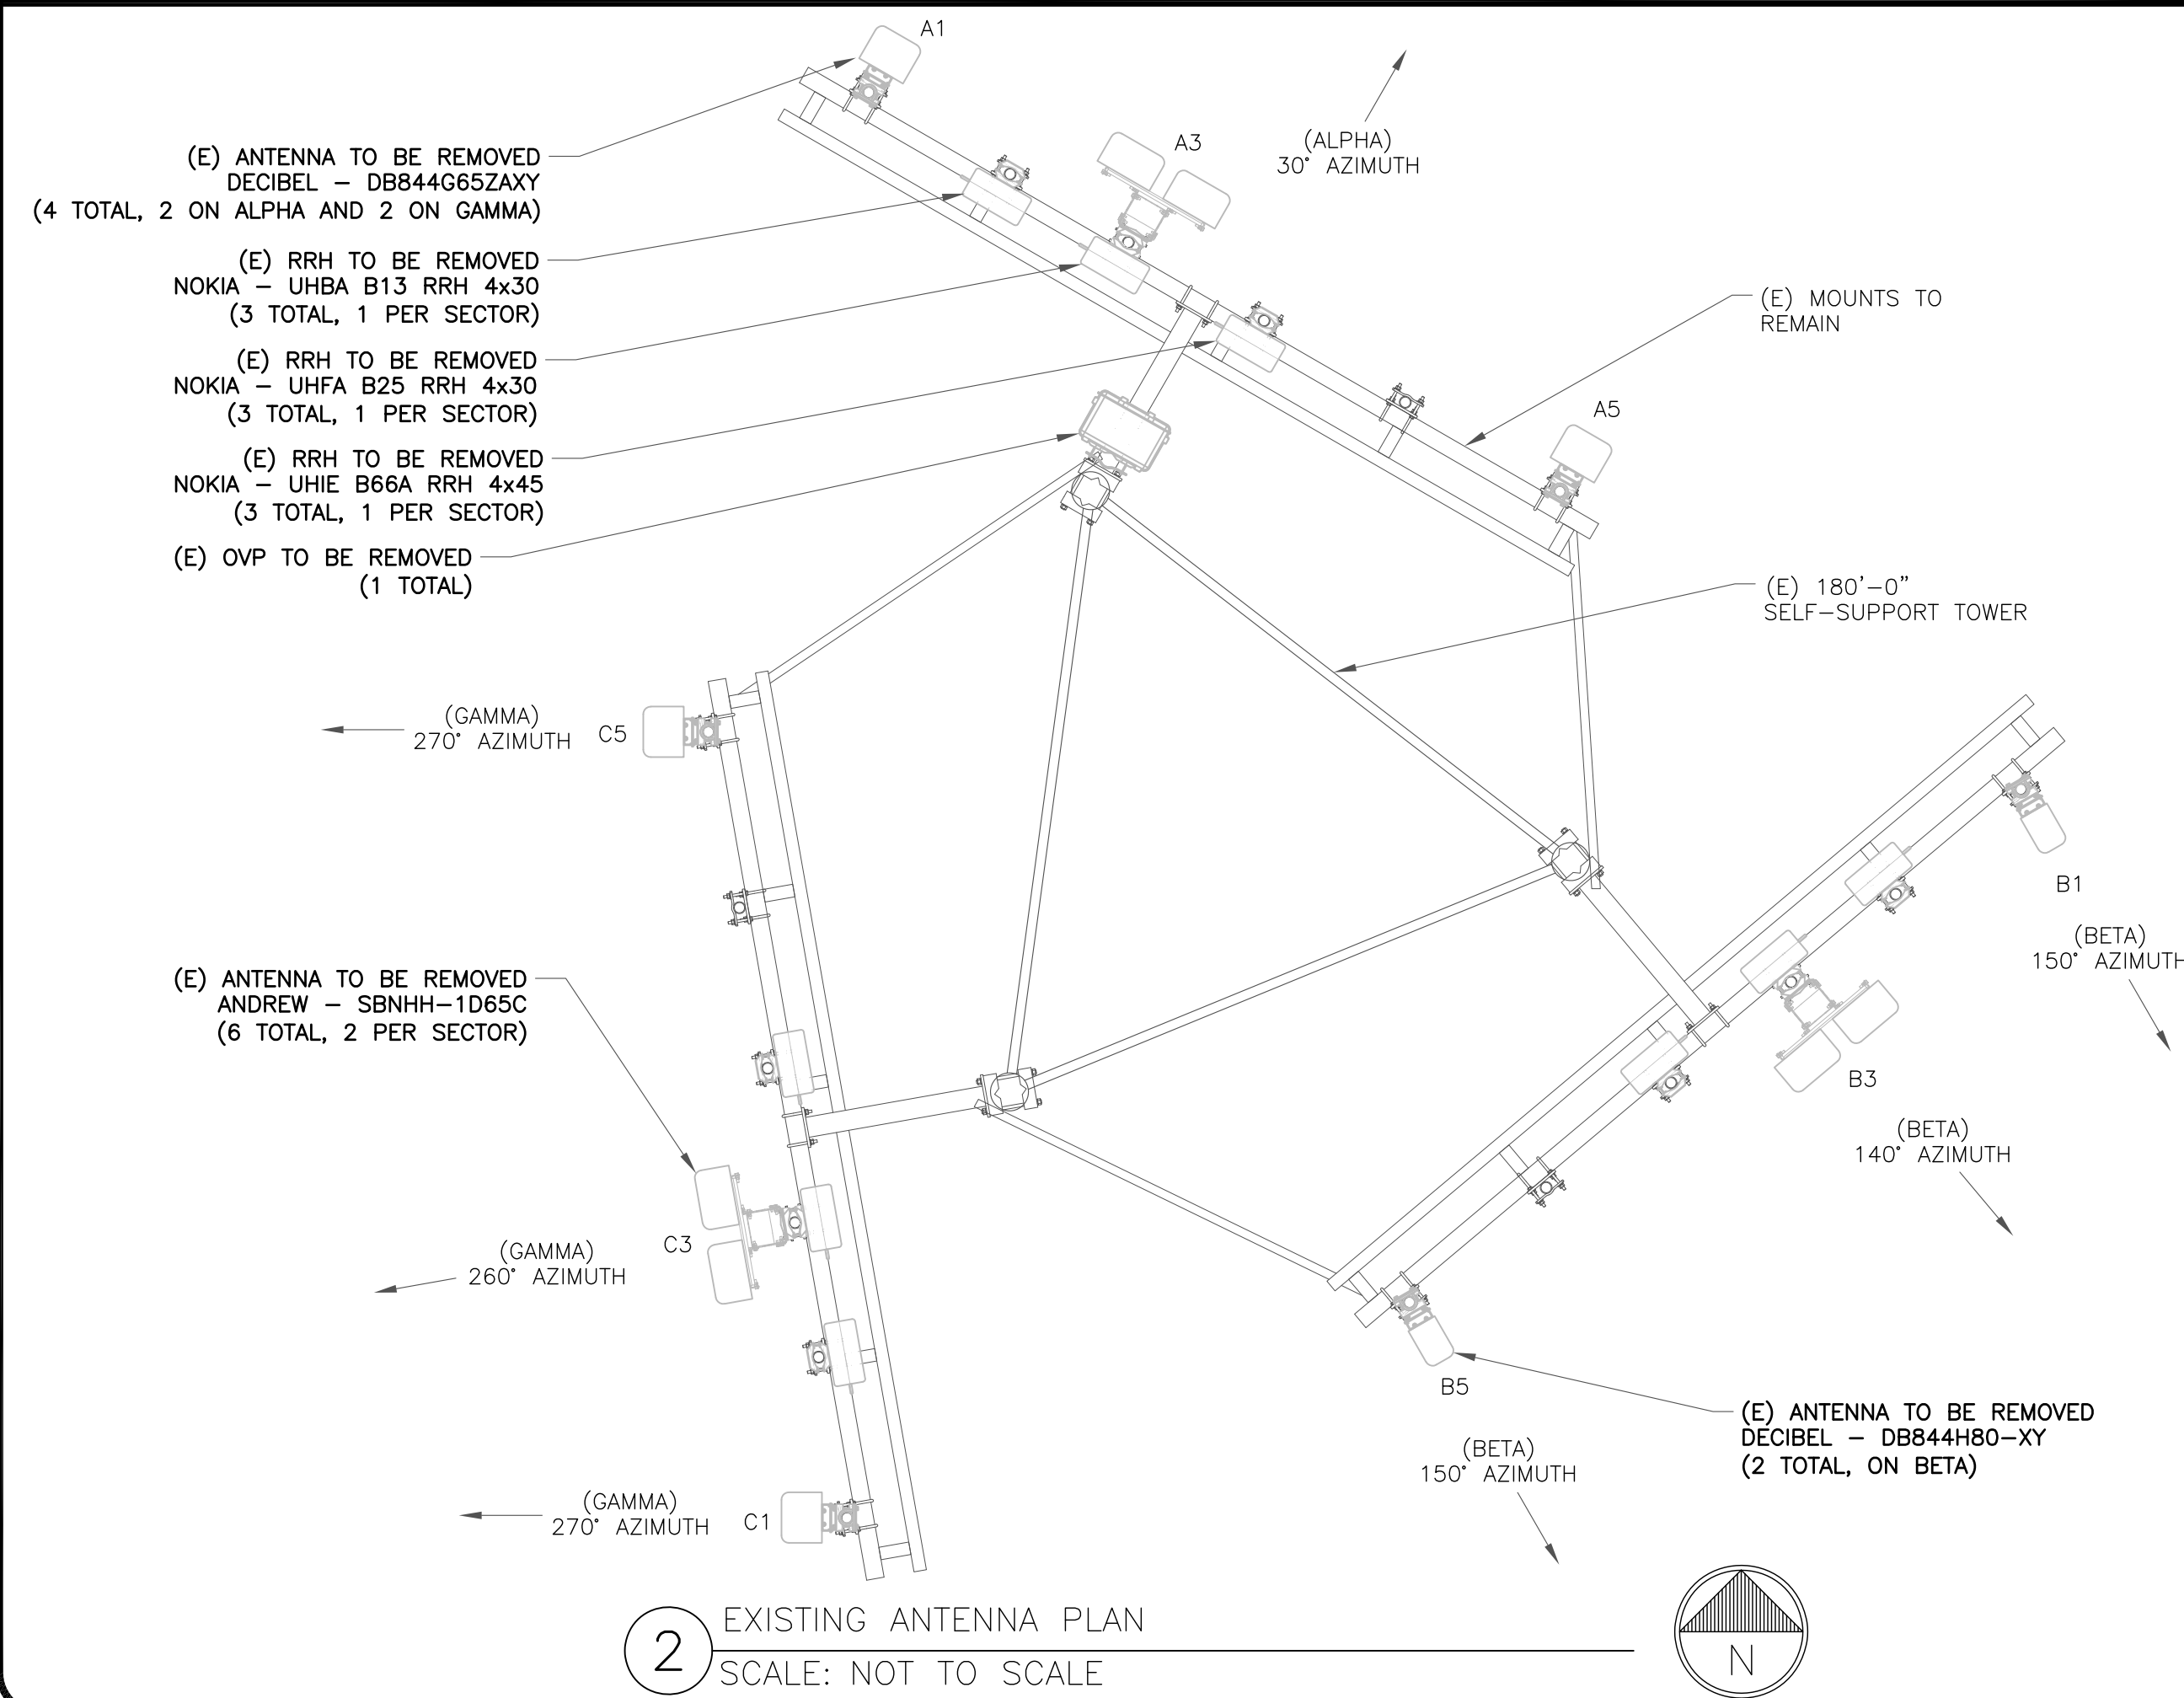 A1
(ALPHA)
30° AZIMUTH
A3
(E) ANTENNA TO BE REMOVED
DECIBEL – DB844G65ZAXY
(4 TOTAL, 2 ON ALPHA AND 2 ON GAMMA)
(E) RRH TO BE REMOVED
NOKIA – UHBA B13 RRH 4x30
(3 TOTAL, 1 PER SECTOR)
(E) RRH TO BE REMOVED
NOKIA – UHFA B25 RRH 4x30
(3 TOTAL, 1 PER SECTOR)
(E) RRH TO BE REMOVED
NOKIA – UHIE B66A RRH 4x45
(3 TOTAL, 1 PER SECTOR)
(E) OVP TO BE REMOVED
(1 TOTAL)
(E) MOUNTS TO
REMAIN
A5
(E) 180'–0"
SELF–SUPPORT TOWER
(GAMMA)
270° AZIMUTH
C5
B1
(BETA)
150° AZIMUTH
(E) ANTENNA TO BE REMOVED
ANDREW – SBNHH–1D65C
(6 TOTAL, 2 PER SECTOR)
B3
(BETA)
140° AZIMUTH
C3
(GAMMA)
260° AZIMUTH
B5
(E) ANTENNA TO BE REMOVED
DECIBEL – DB844H80–XY
(2 TOTAL, ON BETA)
(BETA)
150° AZIMUTH
(GAMMA)
270° AZIMUTH
C1
2
EXISTING ANTENNA PLAN
SCALE: NOT TO SCALE
N